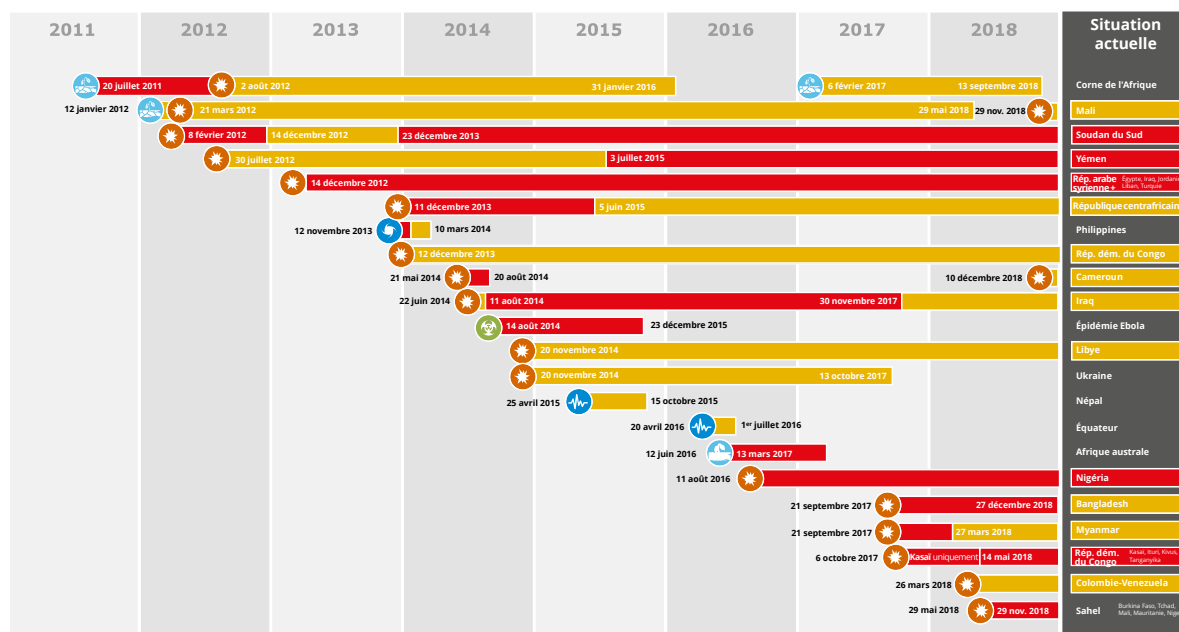 2011 2012 2013 2014 2015 2016 2017 2018 Situation
actuelle
20 juillet 2011 2 août 2012 31 janvier 2016 6 février 2017 13 septembre 2018 Corne de l'Afrique
12 janvier 2012 21 mars 2012 29 mai 2018 29 nov. 2018 Mali
8 février 2012 14 décembre 2012 23 décembre 2013 Soudan du Sud
30 juillet 2012 3 juillet 2015 Yémen
14 décembre 2012 Rép. arabe syrienne + Égypte, Iraq, Jordanie, Liban, Turquie
11 décembre 2013 5 juin 2015 République centrafricain
12 novembre 2013 10 mars 2014 Philippines
12 décembre 2013 Rép. dém. du Congo
21 mai 2014 20 août 2014 10 décembre 2018 Cameroun
22 juin 2014 11 août 2014 30 novembre 2017 Iraq
14 août 2014 23 décembre 2015 Épidémie Ebola
20 novembre 2014 Libye
20 novembre 2014 13 octobre 2017 Ukraine
25 avril 2015 15 octobre 2015 Népal
20 avril 2016 1er juillet 2016 Équateur
12 juin 2016 13 mars 2017 Afrique australe
11 août 2016 Nigéria
21 septembre 2017 27 décembre 2018 Bangladesh
21 septembre 2017 27 mars 2018 Myanmar
6 octobre 2017 Kasaï uniquement 14 mai 2018 Rép. dém. du Congo Kasaï, Ituri, Kivus, Tanganyika
26 mars 2018 Colombie-Venezuela
29 mai 2018 29 nov. 2018 Sahel Burkina Faso, Tchad, Mali, Mauritanie, Nige